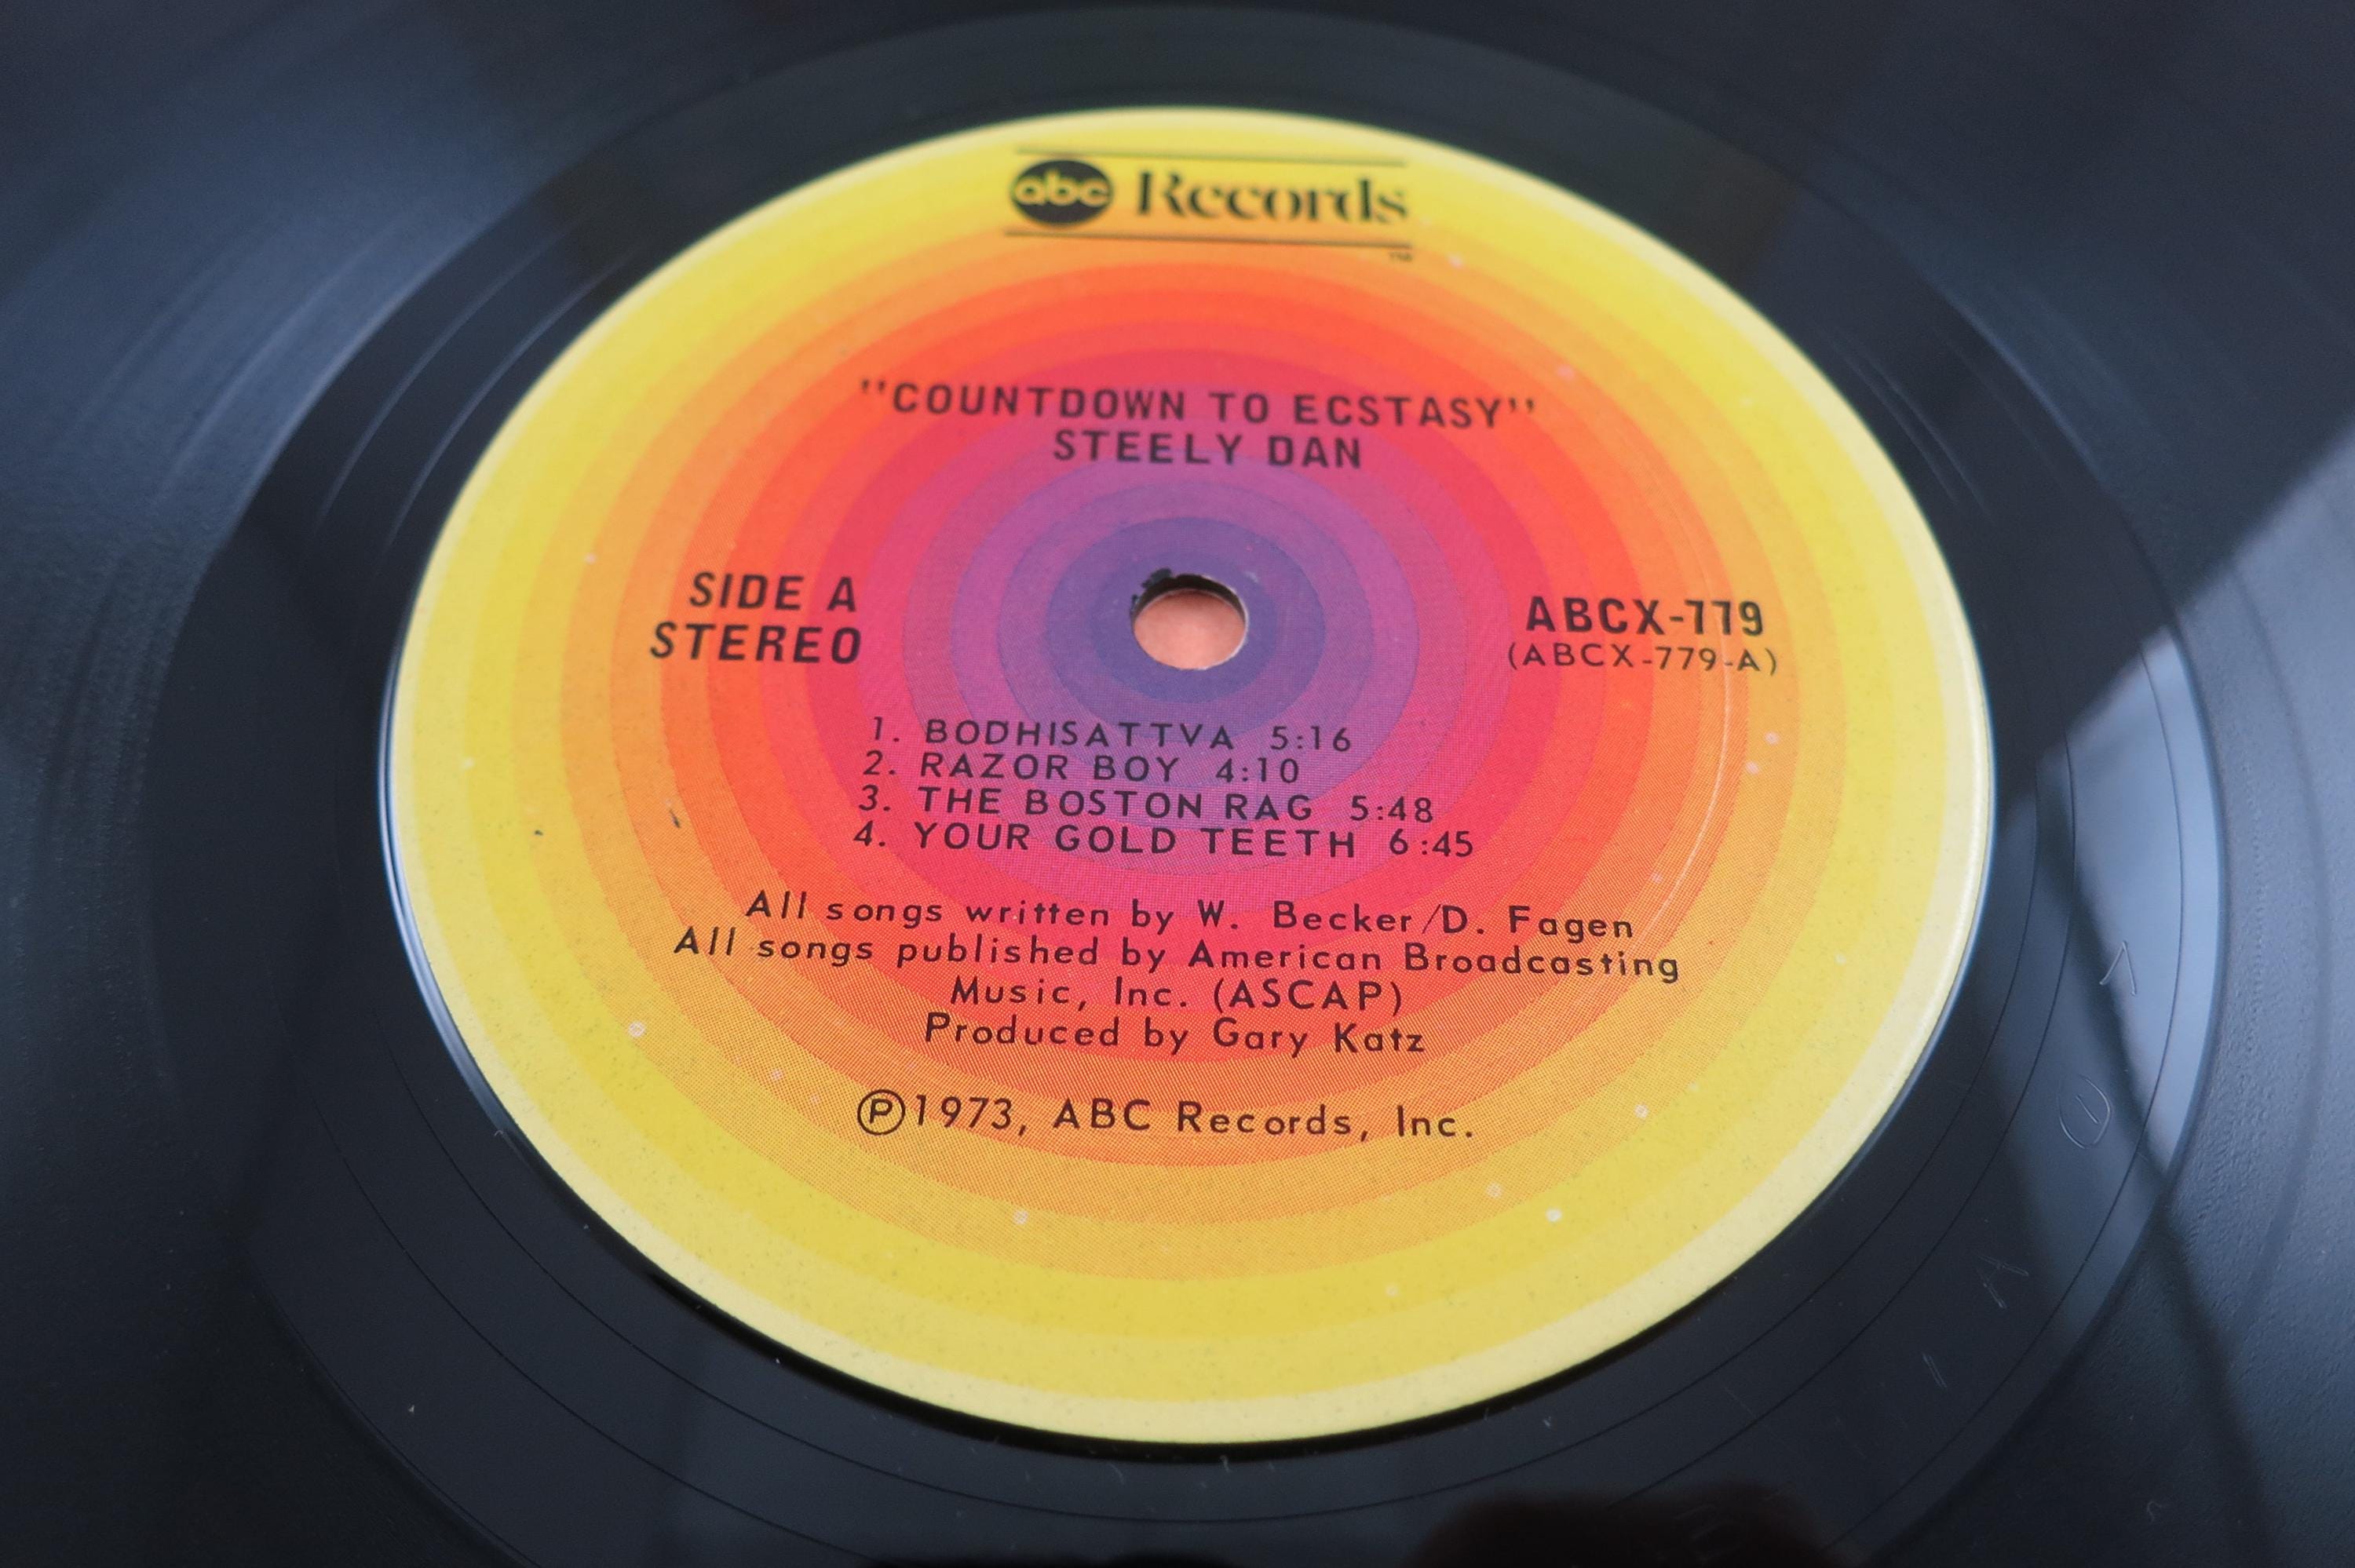 abc Records
TM
"COUNTDOWN TO ECSTASY"
STEELY DAN
SIDE A
STEREO
ABCX-779
(ABCX-779-A)
1. BODHISATTVA 5:16
2. RAZOR BOY 4:10
3. THE BOSTON RAG 5:48
4. YOUR GOLD TEETH 6:45
All songs written by W. Becker/D. Fagen
All songs published by American Broadcasting
Music, Inc. (ASCAP)
Produced by Gary Katz
℗1973, ABC Records, Inc.